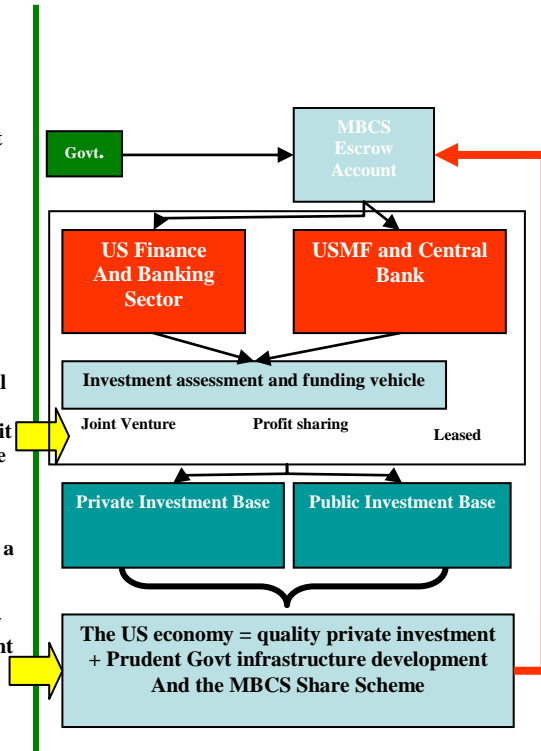 MBCS
Escrow
Account
Govt.
US Finance
And Banking
Sector
USMF and Central
Bank
Investment assessment and funding vehicle
Joint Venture
Profit sharing
Leased
Private Investment Base
Public Investment Base
The US economy = quality private investment
+ Prudent Govt infrastructure development
And the MBCS Share Scheme